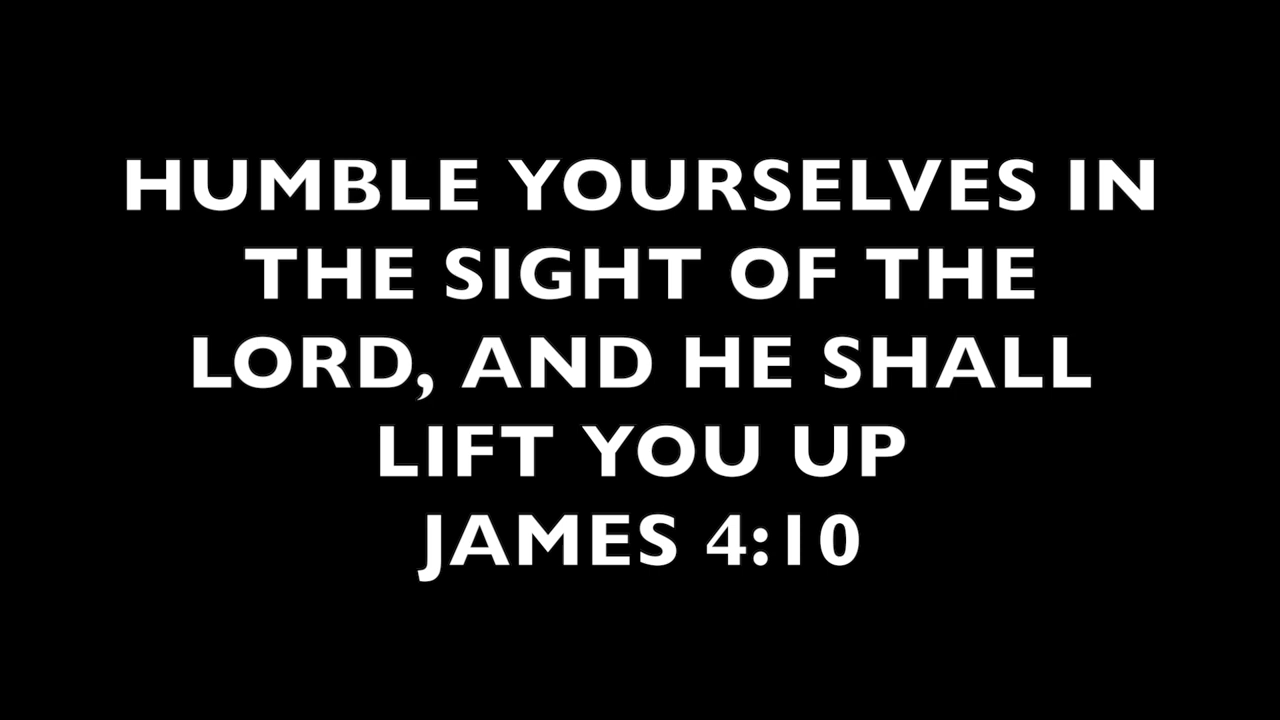 HUMBLE YOURSELVES IN
THE SIGHT OF THE
LORD, AND HE SHALL
LIFT YOU UP
JAMES 4:10